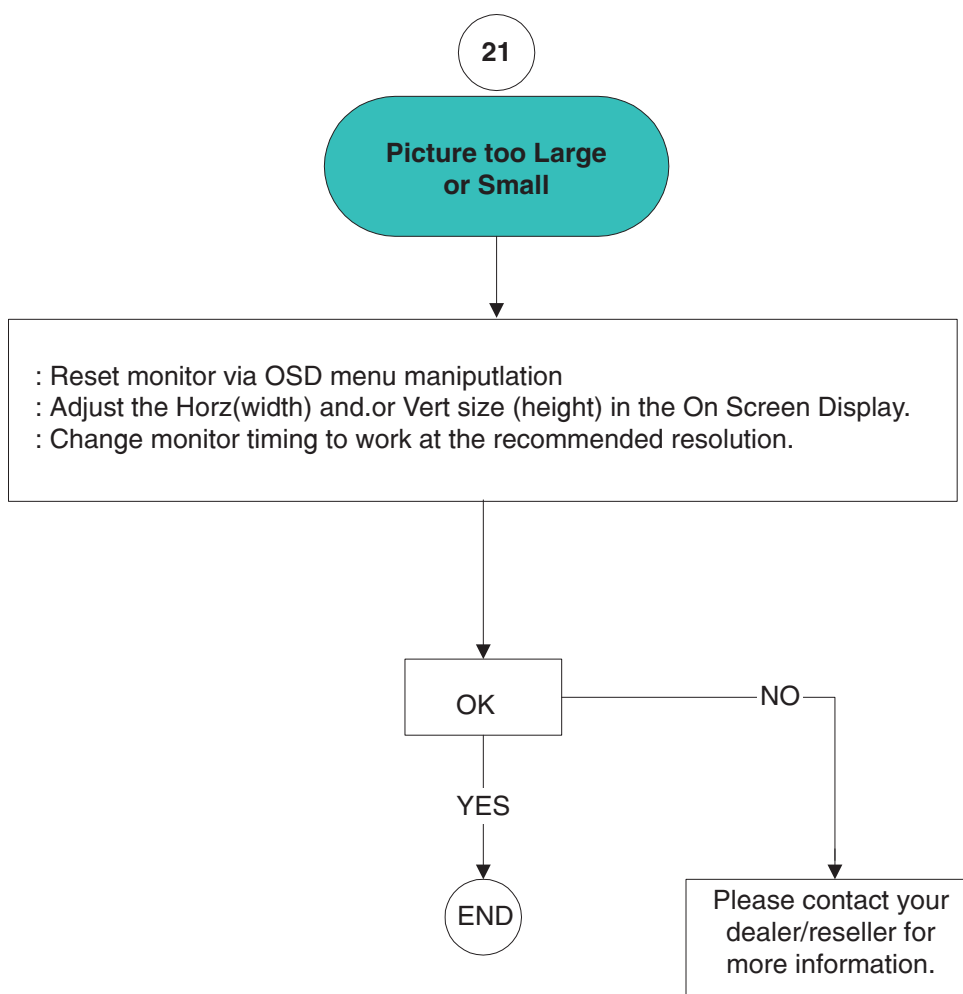 21
Picture too Large
or Small
: Reset monitor via OSD menu maniputlation
: Adjust the Horz(width) and.or Vert size (height) in the On Screen Display.
: Change monitor timing to work at the recommended resolution.
OK
NO
YES
END
Please contact your
dealer/reseller for
more information.